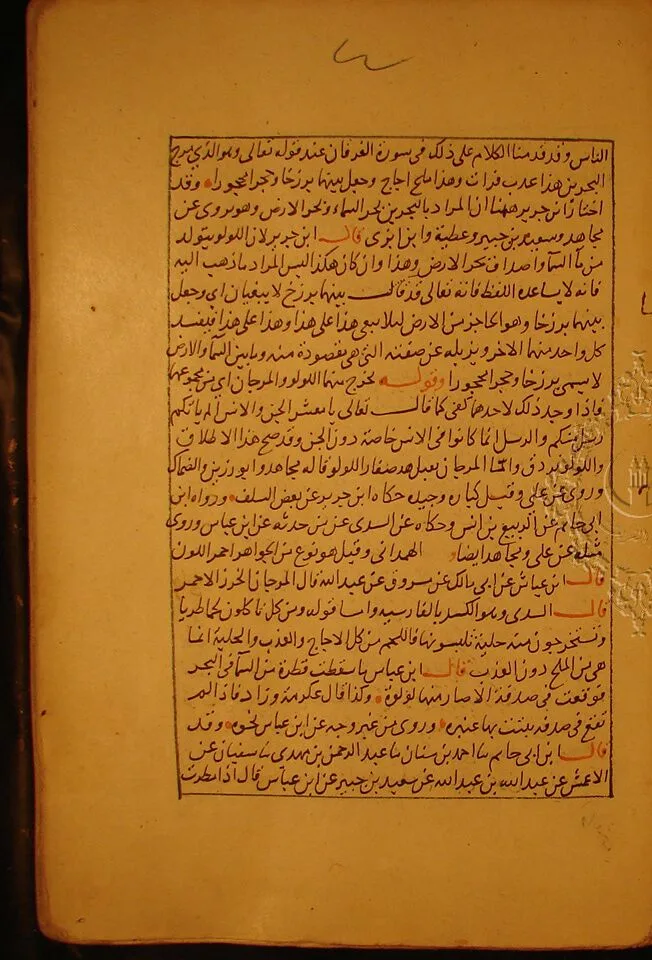 الناس وقد قدمنا الكلام على ذلك في سورة الفرقان عند قوله تعالى وهو الذي مرج
البحرين هذا عذب فرات وهذا ملح اجاج وجعل بينهما برزخا وحجرا محجورا وقد
اختار ابن جرير ههنا ان المراد بالبحرين بحر السماء وبحر الارض وهو مروي عن
مجاهد وسعيد بن جبير وعطية وابن ابزى قال ابن جرير لان اللولو يتولد
من ماء السماء واصداف بحر الارض وهذا وان كان هكذا ليس المراد ما ذهب اليه
فانه لا يساعده اللفظ فانه تعالى قد قال بينهما برزخ لا يبغيان اي وجعل
بينهما برزخا وهو الحاجز من الارض ليلا يبغي هذا على هذا وهذا على هذا فيفسد
كل واحد منهما الاخر ويزيله عن صفته التي هي مقصودة منه وما بين السماء والارض
لا يسمى برزخا وحجرا محجورا وقوله يخرج منهما اللولو والمرجان اي من مجموعهما
فاذا وجد ذلك لاحدهما كفى كما قال تعالى يا معشر الجن والانس الم ياتكم
رسل منكم والرسل انما كانوا في الانس خاصة دون الجن وقد صح هذا الاطلاق
واللولو معروف واما المرجان فقيل هو صغار اللولو قاله مجاهد وابو رزين والضحاك
وروي عن علي وقيل كباره وجيده حكاه ابن جرير عن بعض السلف ورواه ابن
ابي حاتم عن الربيع بن انس وحكاه عن السدي عن من حدثه عن ابن عباس وروي
مثله عن علي ومجاهد ايضا و الهمداني وقيل هو نوع من الجواهر احمر اللون
قال ابن عباس عن ابي مالك عن مسروق عن عبد الله قال المرجان الخرز الاحمر
قال السدي وهو الكسد بالفارسيه واما قوله ومن كل تاكلون لحما طريا
وتستخرجون منه حلية تلبسونها فاللحم من كل الاجاج والعذب والحلية انما
هي من الملح دون العذب قال ابن عباس ما سقطت قطرة من السماء في البحر
فوقعت في صدفة الا صار منها لولوة وكذا قال عكرمة وزاد فاذا لم
تقع في صدفه نبتت بها عنبره وروي من غير وجه عن ابن عباس نحوه وقد
قال ابن ابي حاتم ثنا احمد بن سنان ثنا عبد الرحمن بن مهدي ثنا سفيان عن
الاعمش عن عبد الله بن عبد الله عن سعيد بن جبير عن ابن عباس قال اذا مطرت